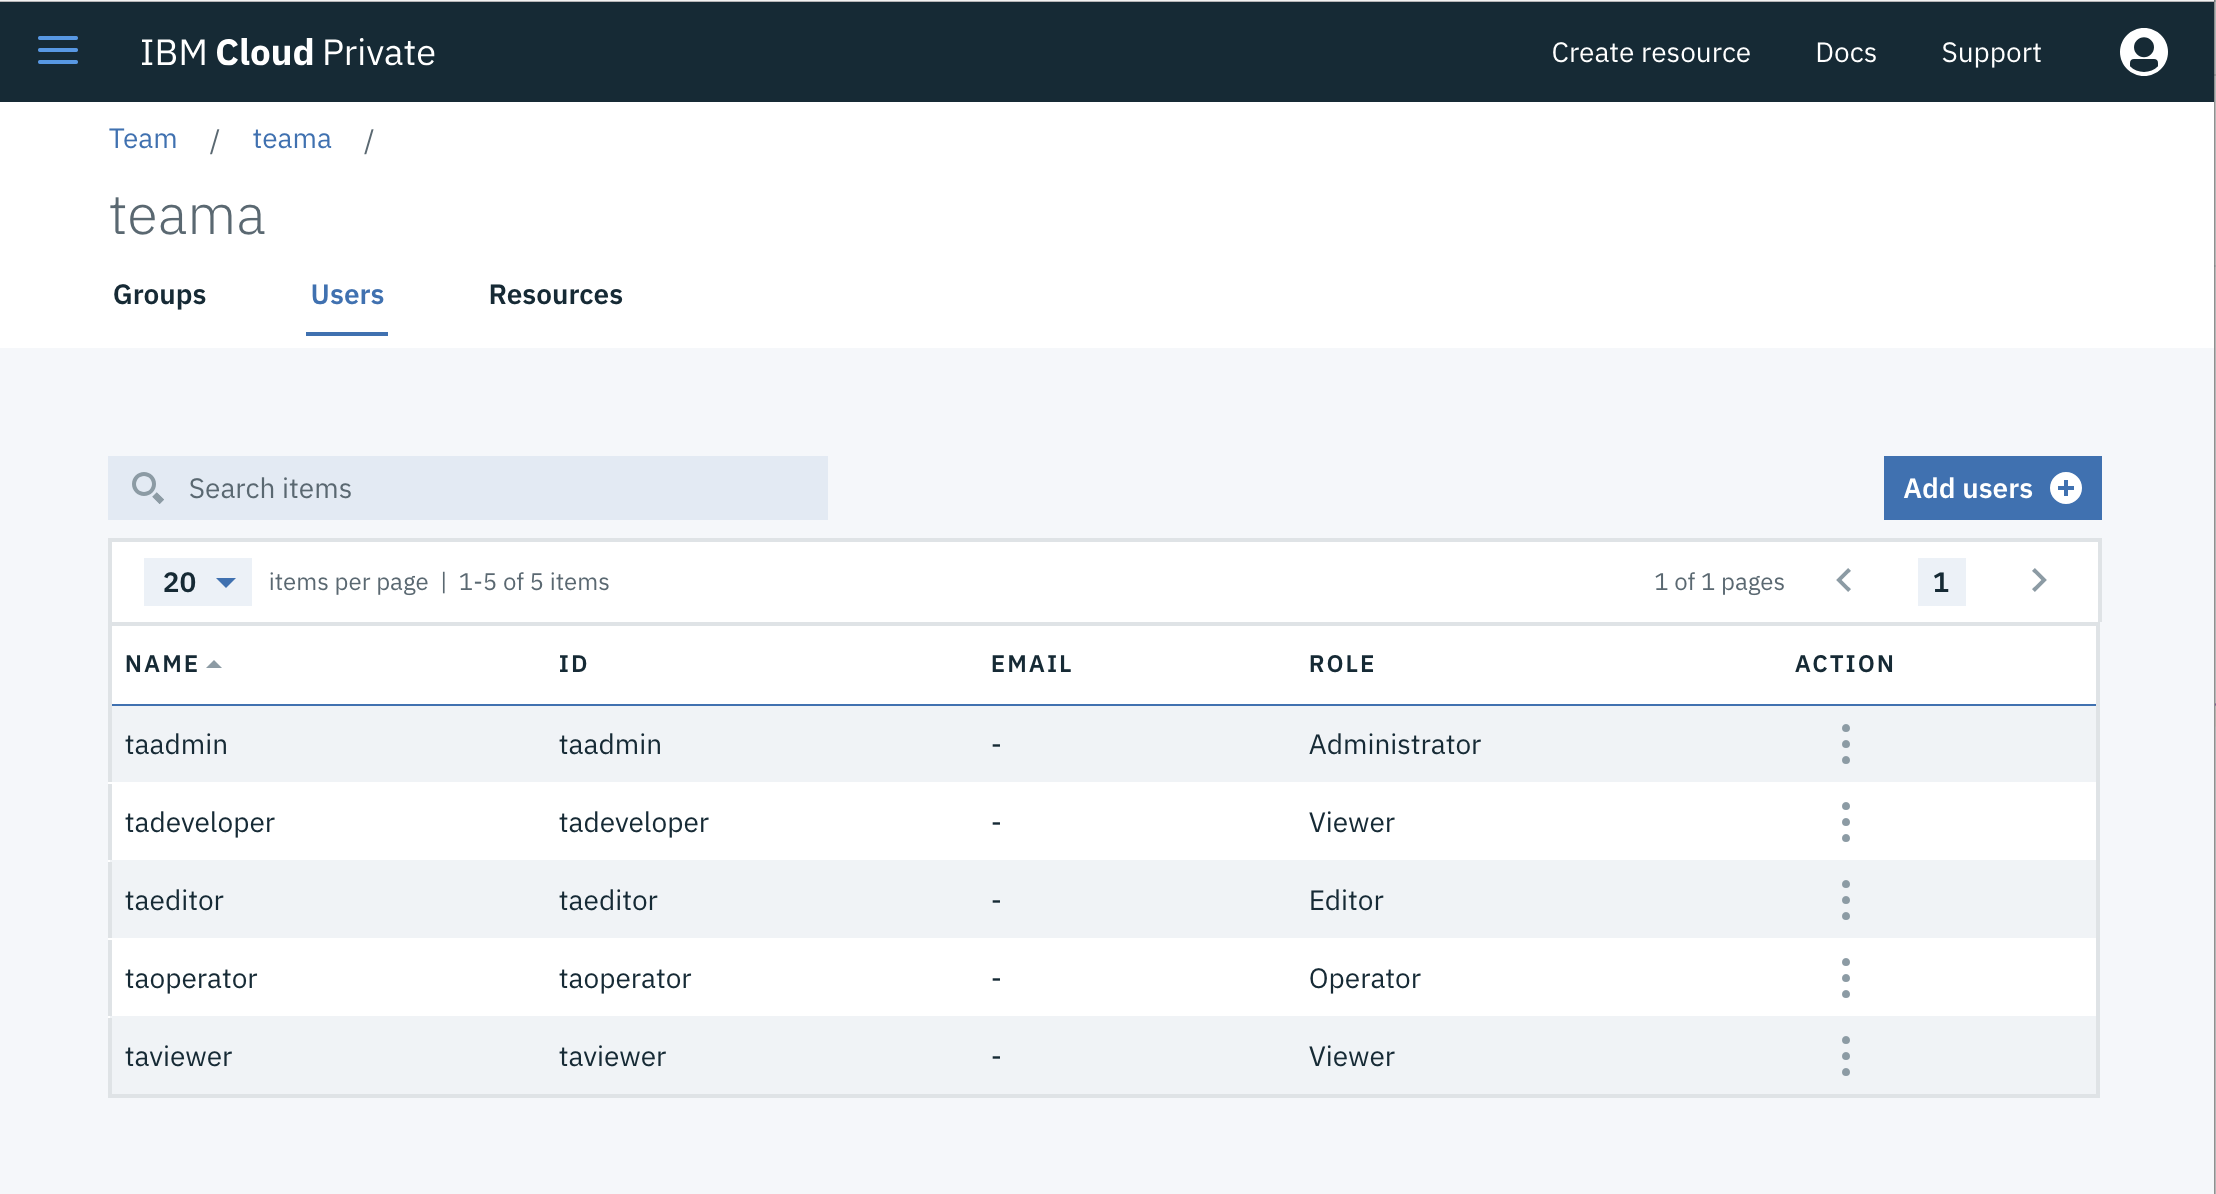 IBM Cloud Private Create resource Docs Support
Team / teama /
teama
Groups Users Resources
Search items Add users
20 items per page | 1-5 of 5 items 1 of 1 pages 1
NAME ID EMAIL ROLE ACTION
taadmin taadmin - Administrator
tadeveloper tadeveloper - Viewer
taeditor taeditor - Editor
taoperator taoperator - Operator
taviewer taviewer - Viewer